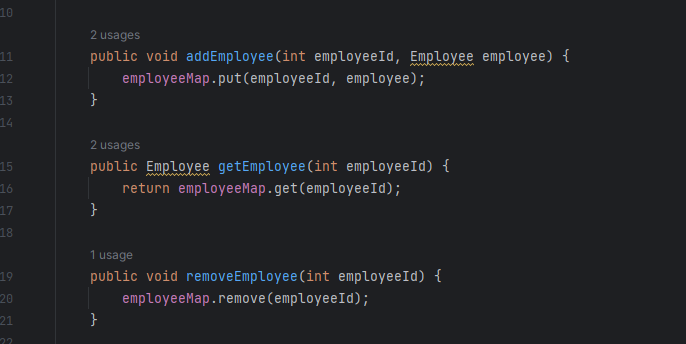 10
2 usages
11 public void addEmployee(int employeeId, Employee employee) {
12 employeeMap.put(employeeId, employee);
13 }
14
2 usages
15 public Employee getEmployee(int employeeId) {
16 return employeeMap.get(employeeId);
17 }
18
1 usage
19 public void removeEmployee(int employeeId) {
20 employeeMap.remove(employeeId);
21 }
22